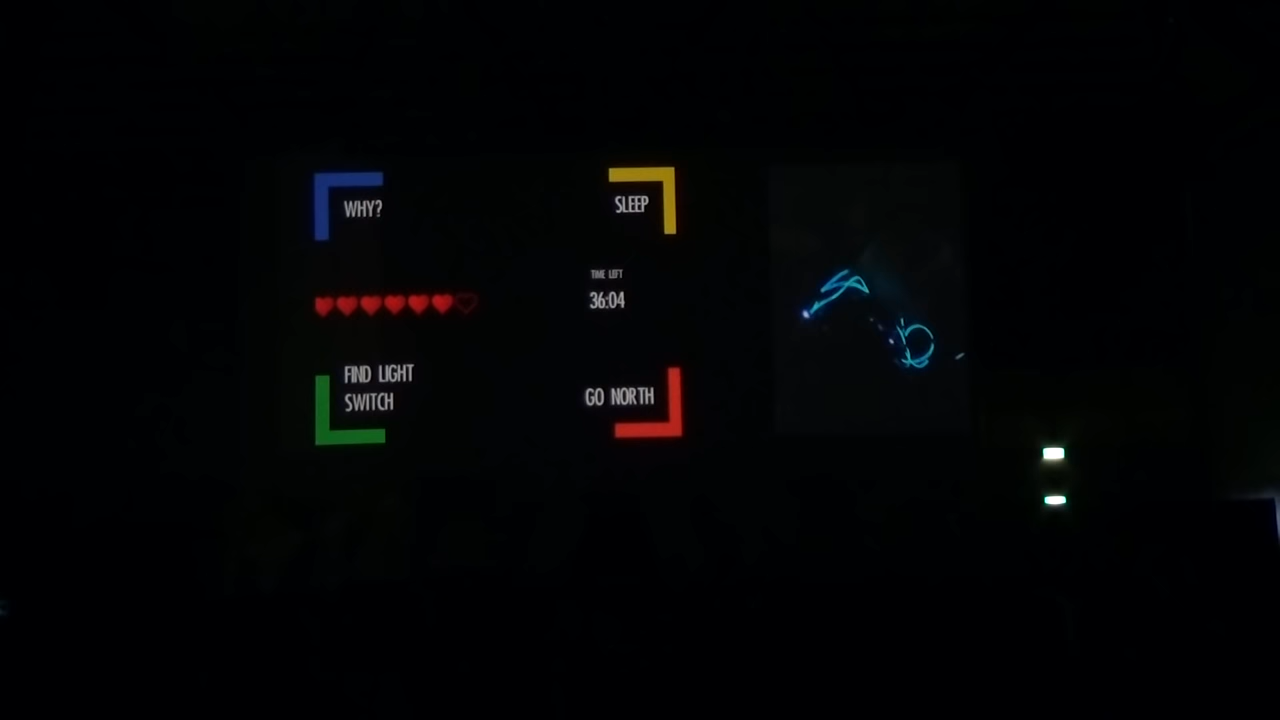 WHY?
SLEEP
TIME LEFT
36:04
FIND LIGHT
SWITCH
GO NORTH